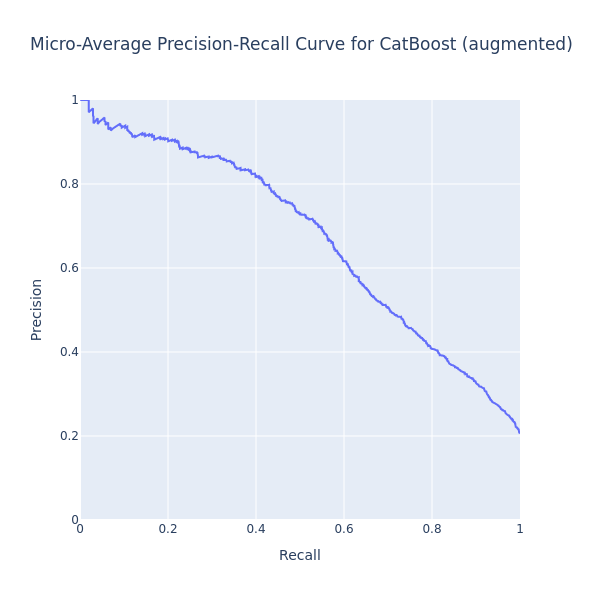 Micro-Average Precision-Recall Curve for CatBoost (augmented)
1
0.8
0.6
0.4
0.2
0
Precision
0 0.2 0.4 0.6 0.8 1
Recall